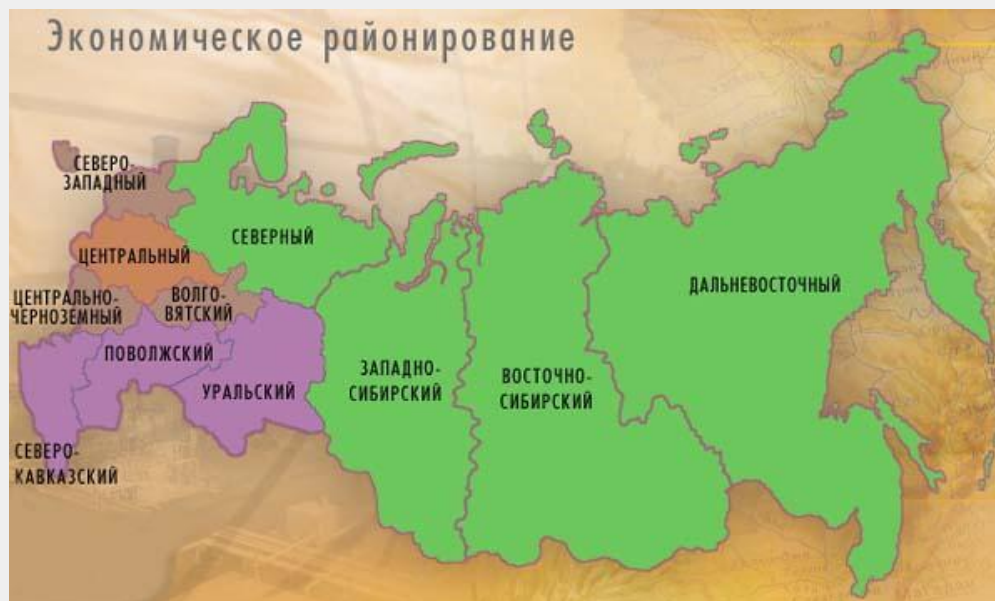 Экономическое районирование
СЕВЕРО-
ЗАПАДНЫЙ
СЕВЕРНЫЙ
ЦЕНТРАЛЬНЫЙ
ДАЛЬНЕВОСТОЧНЫЙ
ЦЕНТРАЛЬНО-
ЧЕРНОЗЕМНЫЙ
ВОЛГО-
ВЯТСКИЙ
ПОВОЛЖСКИЙ
УРАЛЬСКИЙ
ЗАПАДНО-
СИБИРСКИЙ
ВОСТОЧНО-
СИБИРСКИЙ
СЕВЕРО-
КАВКАЗСКИЙ